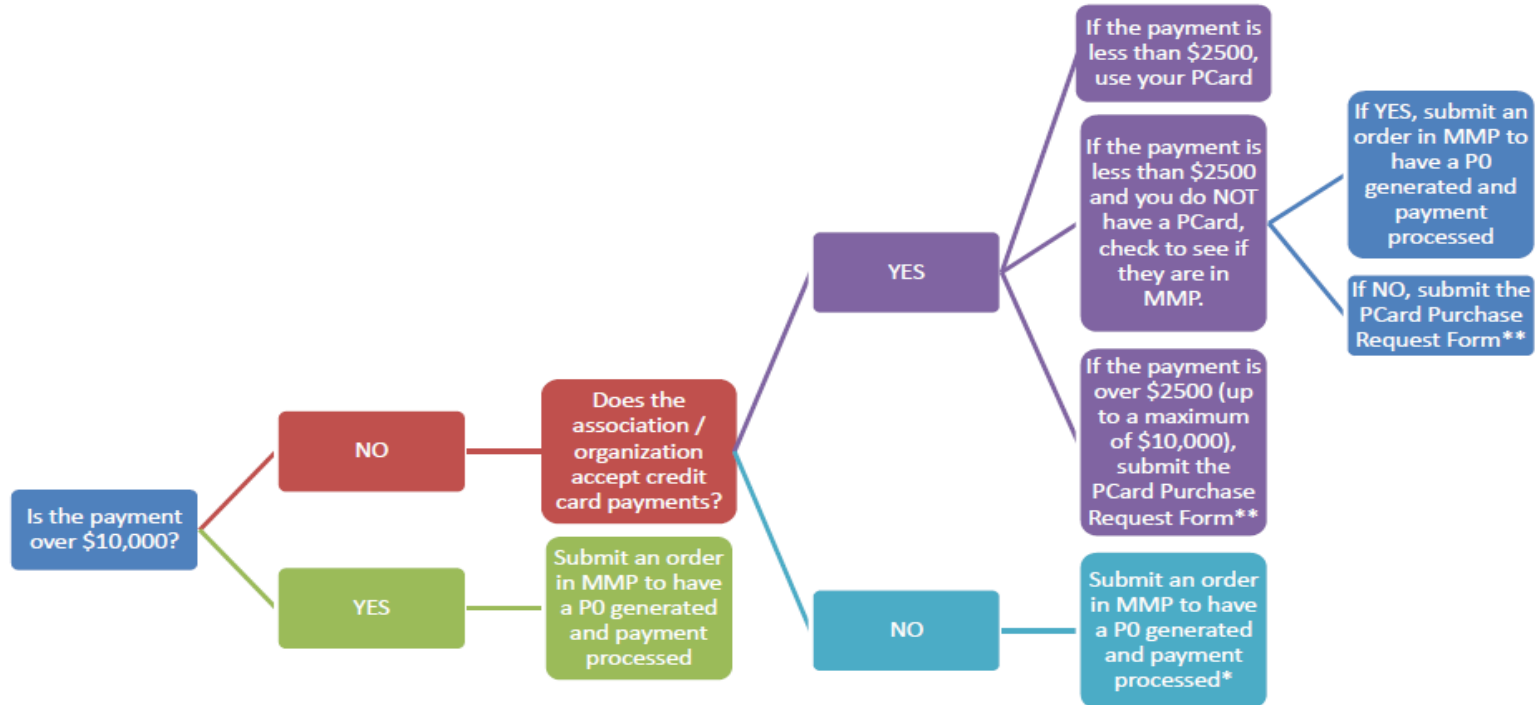 Is the payment
over $10,000?
NO
Does the
association /
organization
accept credit
card payments?
YES
If the payment is
less than $2500,
use your PCard
If the payment is
less than $2500
and you do NOT
have a PCard,
check to see if
they are in
MMP.
If YES, submit an
order in MMP to
have a P0
generated and
payment
processed
If NO, submit the
PCard Purchase
Request Form**
If the payment is
over $2500 (up
to a maximum
of $10,000),
submit the
PCard Purchase
Request Form**
NO
Submit an order
in MMP to have
a P0 generated
and payment
processed*
YES
Submit an order
in MMP to have
a P0 generated
and payment
processed